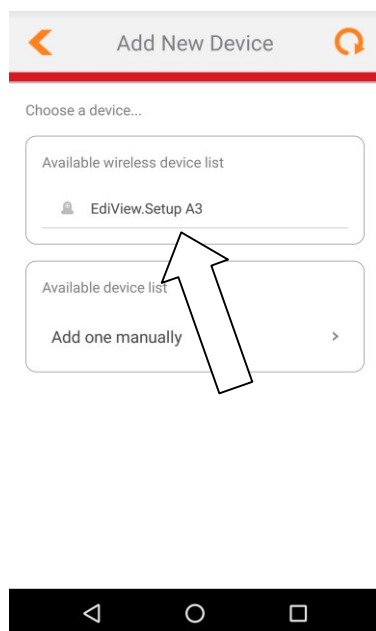 Add New Device
Choose a device...
Available wireless device list
EdiView.Setup A3
Available device list
Add one manually